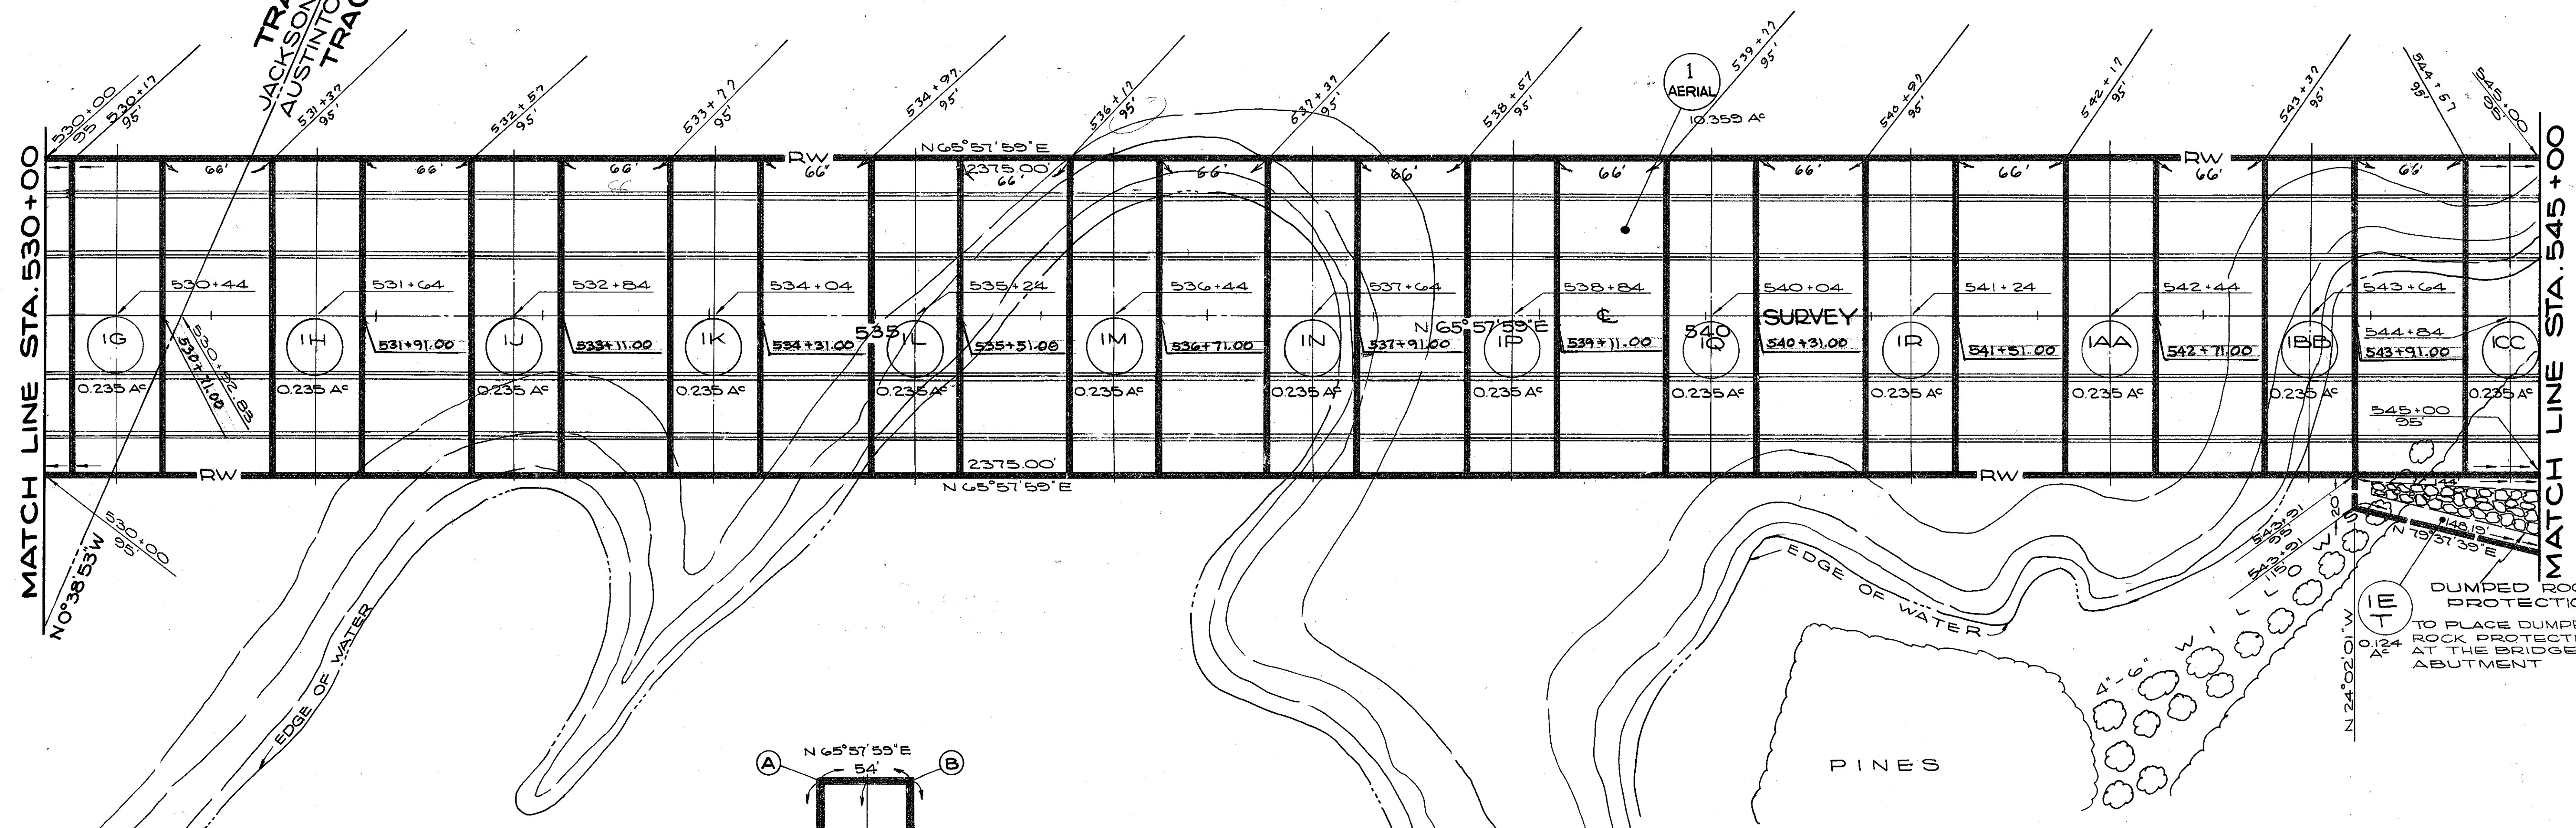 JACKSON
AUSTINTO
530+00
95'
530+17
95'
531+37
95'
532+57
95'
533+77
95'
534+97
95'
536+17
95'
537+37
95'
538+57
95'
1
AERIAL
10.359 Ac
539+77
95'
540+97
95'
542+17
95'
543+37
95'
544+57
95'
545+00
95'
MATCH LINE STA. 530+00
RW
N 65°57'59" E
2375.00'
RW
66' 66' 66' 66' 66' 66' 66' 66' 66' 66' 66' 66'
MATCH LINE STA. 545+00
530+44 531+64 532+84 534+04 535+24 536+44 537+64 538+84 540+04 541+24 542+44 543+64
544+84
535
N 65°57'59" E
℄ SURVEY
540
1G 1H 1J 1K 1L 1M 1N 1P 1Q 1R 1AA 1BB 1CC
530+92.83
530+71.00
531+91.00 533+11.00 534+31.00 535+51.00 536+71.00 537+91.00 539+11.00 540+31.00 541+51.00 542+71.00 543+91.00
0.235 Ac 0.235 Ac 0.235 Ac 0.235 Ac 0.235 Ac 0.235 Ac 0.235 Ac 0.235 Ac 0.235 Ac 0.235 Ac 0.235 Ac 0.235 Ac 0.235 Ac
545+00
95
RW
2375.00'
N 65°57'59" E
RW
530+00
95'
N 0°38'53" W
144'
20'
148.19'
N 79°37'39" E
543+91
95'
543+91
115.0
N 24°02'01" W
EDGE OF WATER
EDGE OF WATER
DUMPED ROC
PROTECTIO
1E
T
0.124
Ac
TO PLACE DUMPE
ROCK PROTECTI
AT THE BRIDGE
ABUTMENT
4"-6" WILLOWS
PINES
N 65°57'59" E
A 54' B